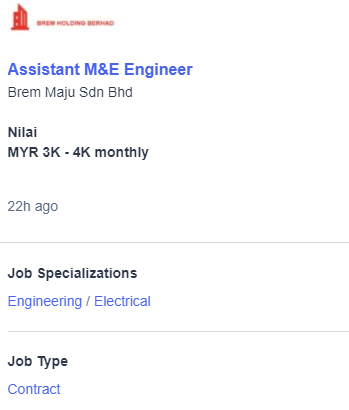 BREM HOLDING BERHAD
Assistant M&E Engineer
Brem Maju Sdn Bhd
Nilai
MYR 3K - 4K monthly
22h ago
Job Specializations
Engineering / Electrical
Job Type
Contract